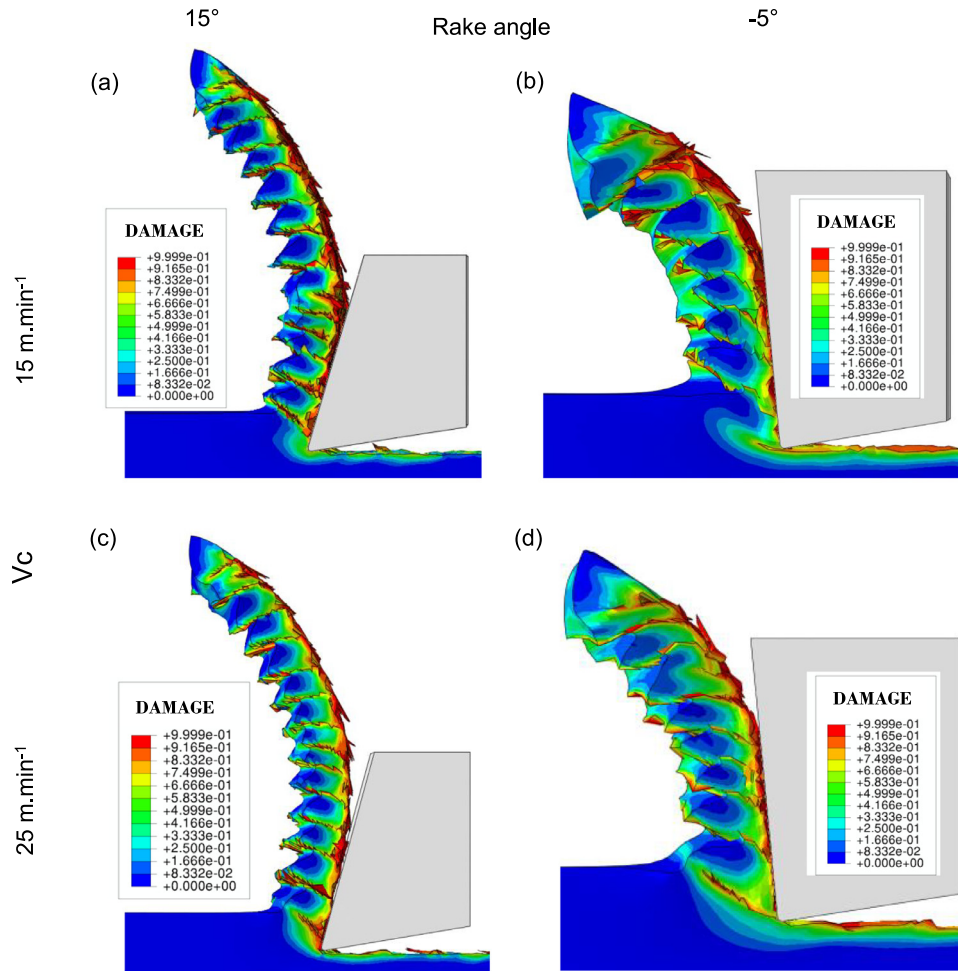 15°
Rake angle
-5°
(a)
(b)
DAMAGE
+9.999e-01
+9.165e-01
+8.332e-01
+7.499e-01
+6.666e-01
+5.833e-01
+4.999e-01
+4.166e-01
+3.333e-01
+2.500e-01
+1.666e-01
+8.332e-02
+0.000e+00
DAMAGE
+9.999e-01
+9.165e-01
+8.332e-01
+7.499e-01
+6.666e-01
+5.833e-01
+4.999e-01
+4.166e-01
+3.333e-01
+2.500e-01
+1.666e-01
+8.332e-02
+0.000e+00
15 m.min⁻¹
Vc
(c)
(d)
DAMAGE
+9.999e-01
+9.165e-01
+8.332e-01
+7.499e-01
+6.666e-01
+5.833e-01
+4.999e-01
+4.166e-01
+3.333e-01
+2.500e-01
+1.666e-01
+8.332e-02
+0.000e+00
DAMAGE
+9.999e-01
+9.165e-01
+8.332e-01
+7.499e-01
+6.666e-01
+5.833e-01
+4.999e-01
+4.166e-01
+3.333e-01
+2.500e-01
+1.666e-01
+8.332e-02
+0.000e+00
25 m.min⁻¹